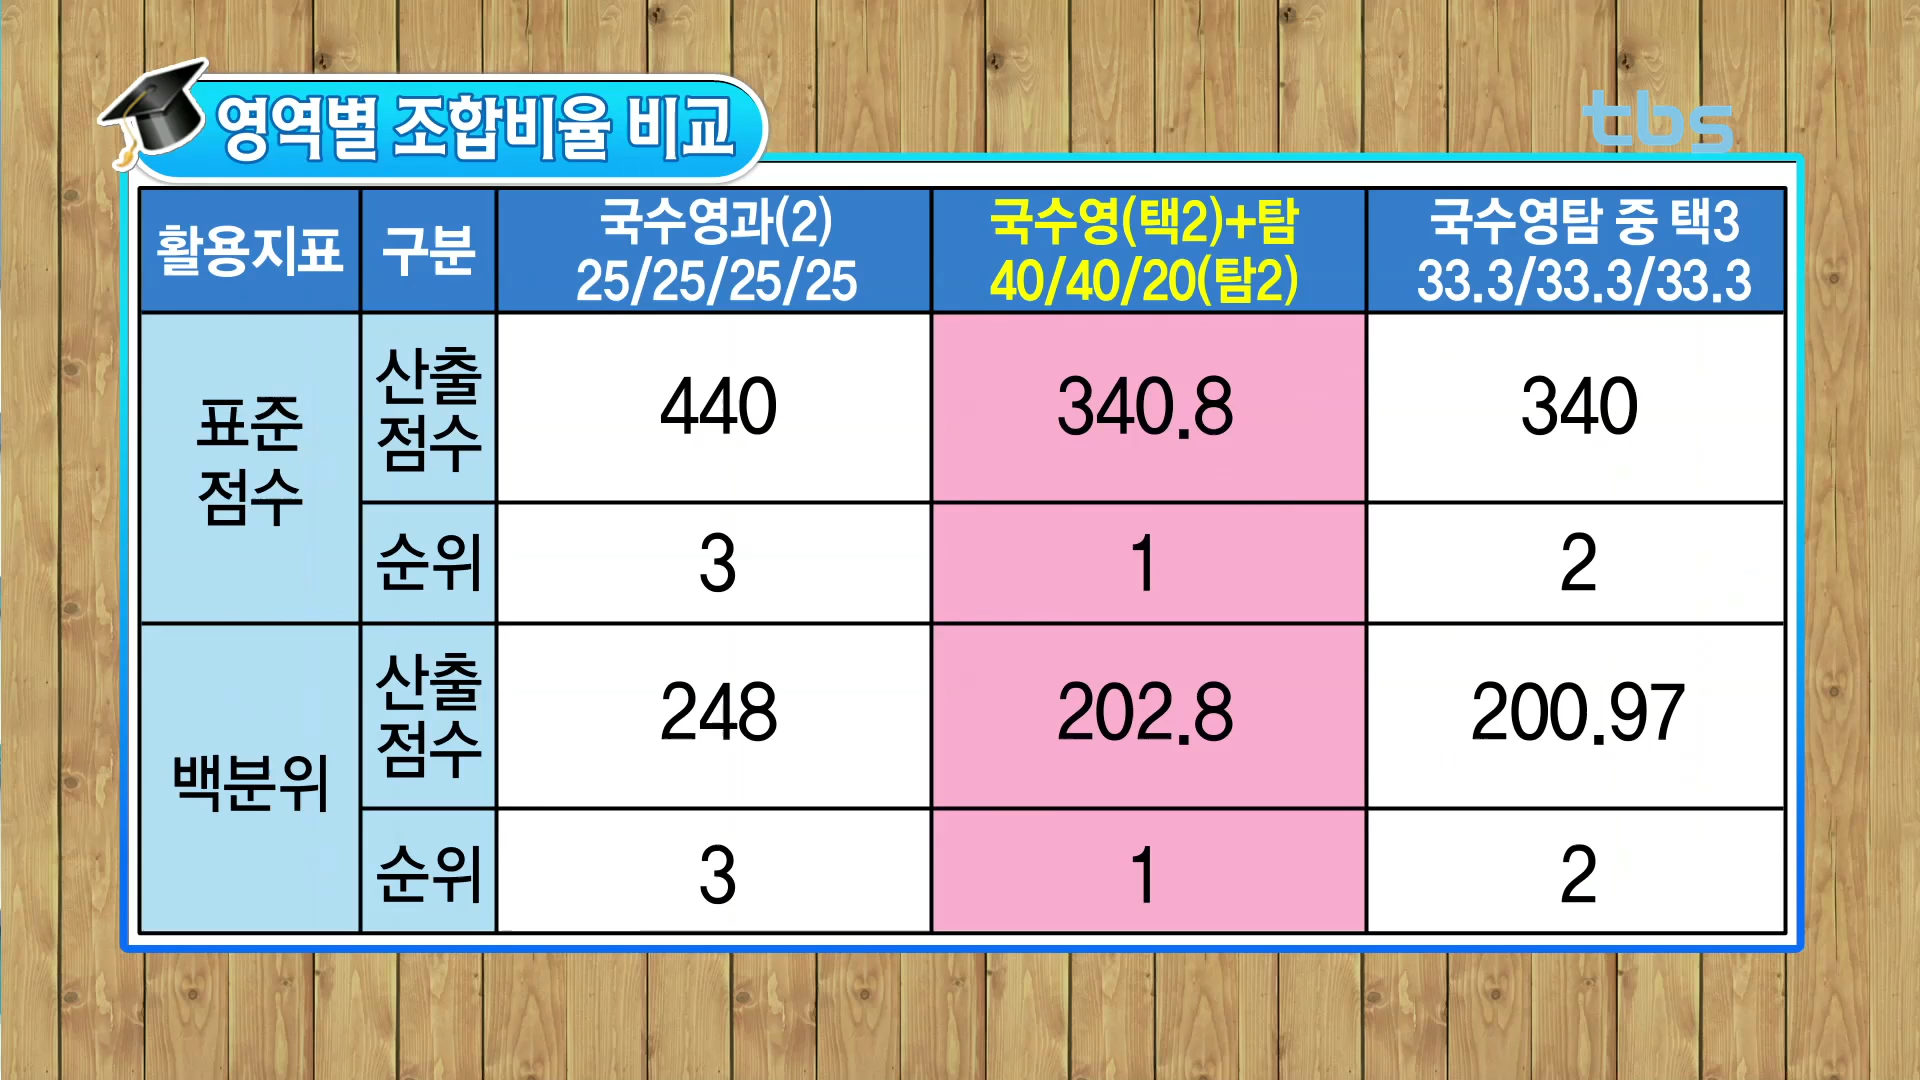 영역별 조합비율 비교
tbs
활용지표 구분 국수영과(2) 국수영(택2)+탐 국수영탐 중 택3
25/25/25/25 40/40/20(탐2) 33.3/33.3/33.3
표준
점수
산출
점수
440 340.8 340
순위 3 1 2
백분위
산출
점수
248 202.8 200.97
순위 3 1 2